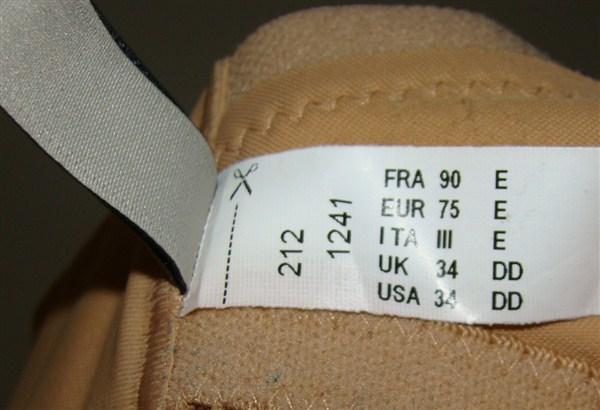 212
1241
FRA 90 E
EUR 75 E
ITA III E
UK 34 DD
USA 34 DD